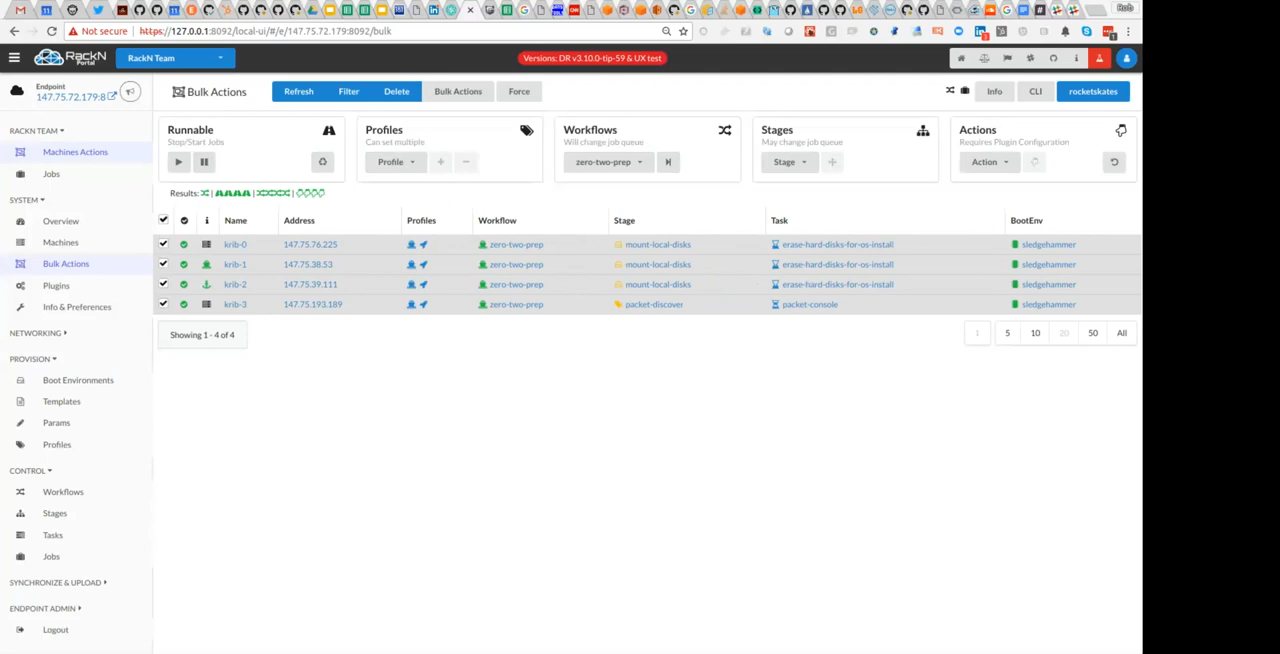 Rob
Not secure | https://127.0.0.1:8092/local-ui/#/e/147.75.72.179:8092/bulk
RackN Portal
RackN Team
Versions: DR v3.10.0-tip-59 & UX test
Endpoint
147.75.72.179:8
Bulk Actions
Refresh Filter Delete Bulk Actions Force
Info CLI rocketskates
RACKN TEAM
Machines Actions
Jobs
SYSTEM
Overview
Machines
Bulk Actions
Plugins
Info & Preferences
NETWORKING
PROVISION
Boot Environments
Templates
Params
Profiles
CONTROL
Workflows
Stages
Tasks
Jobs
SYNCHRONIZE & UPLOAD
ENDPOINT ADMIN
Logout
Runnable
Stop/Start Jobs
Profiles
Can set multiple
Profile
Workflows
Will change job queue
zero-two-prep
Stages
May change job queue
Stage
Actions
Requires Plugin Configuration
Action
Results:
Name Address Profiles Workflow Stage Task BootEnv
krib-0 147.75.76.225 zero-two-prep mount-local-disks erase-hard-disks-for-os-install sledgehammer
krib-1 147.75.38.53 zero-two-prep mount-local-disks erase-hard-disks-for-os-install sledgehammer
krib-2 147.75.39.111 zero-two-prep mount-local-disks erase-hard-disks-for-os-install sledgehammer
krib-3 147.75.193.189 zero-two-prep packet-discover packet-console sledgehammer
Showing 1 - 4 of 4
1 5 10 20 50 All